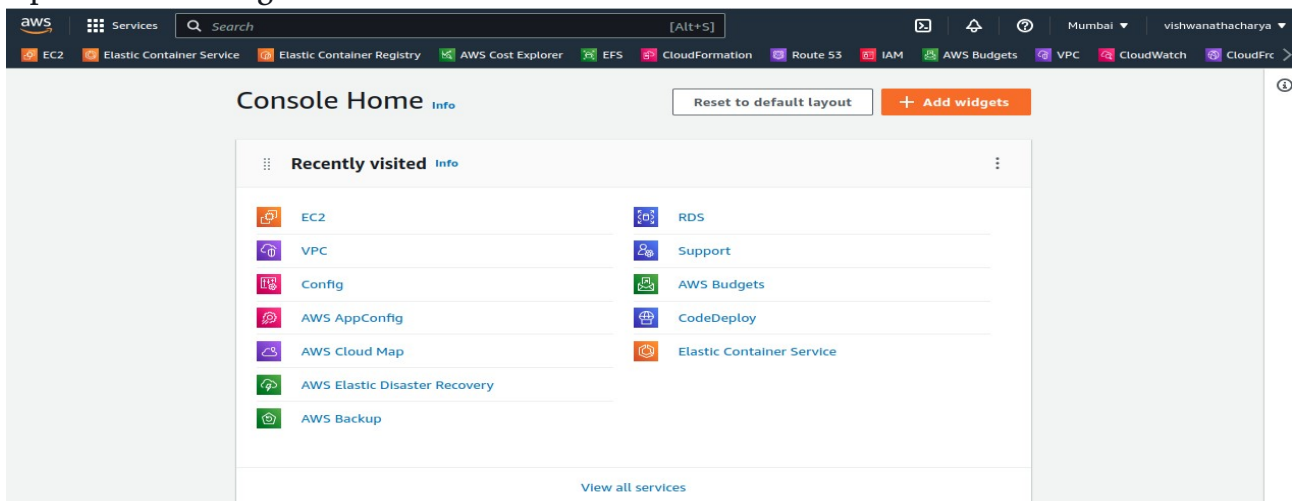 aws Services Search [Alt+S] Mumbai ▼ vishwanathacharya ▼
EC2 Elastic Container Service Elastic Container Registry AWS Cost Explorer EFS CloudFormation Route 53 IAM AWS Budgets VPC CloudWatch CloudFrc
Console Home Info Reset to default layout + Add widgets
Recently visited Info
EC2
VPC
Config
AWS AppConfig
AWS Cloud Map
AWS Elastic Disaster Recovery
AWS Backup
RDS
Support
AWS Budgets
CodeDeploy
Elastic Container Service
View all services